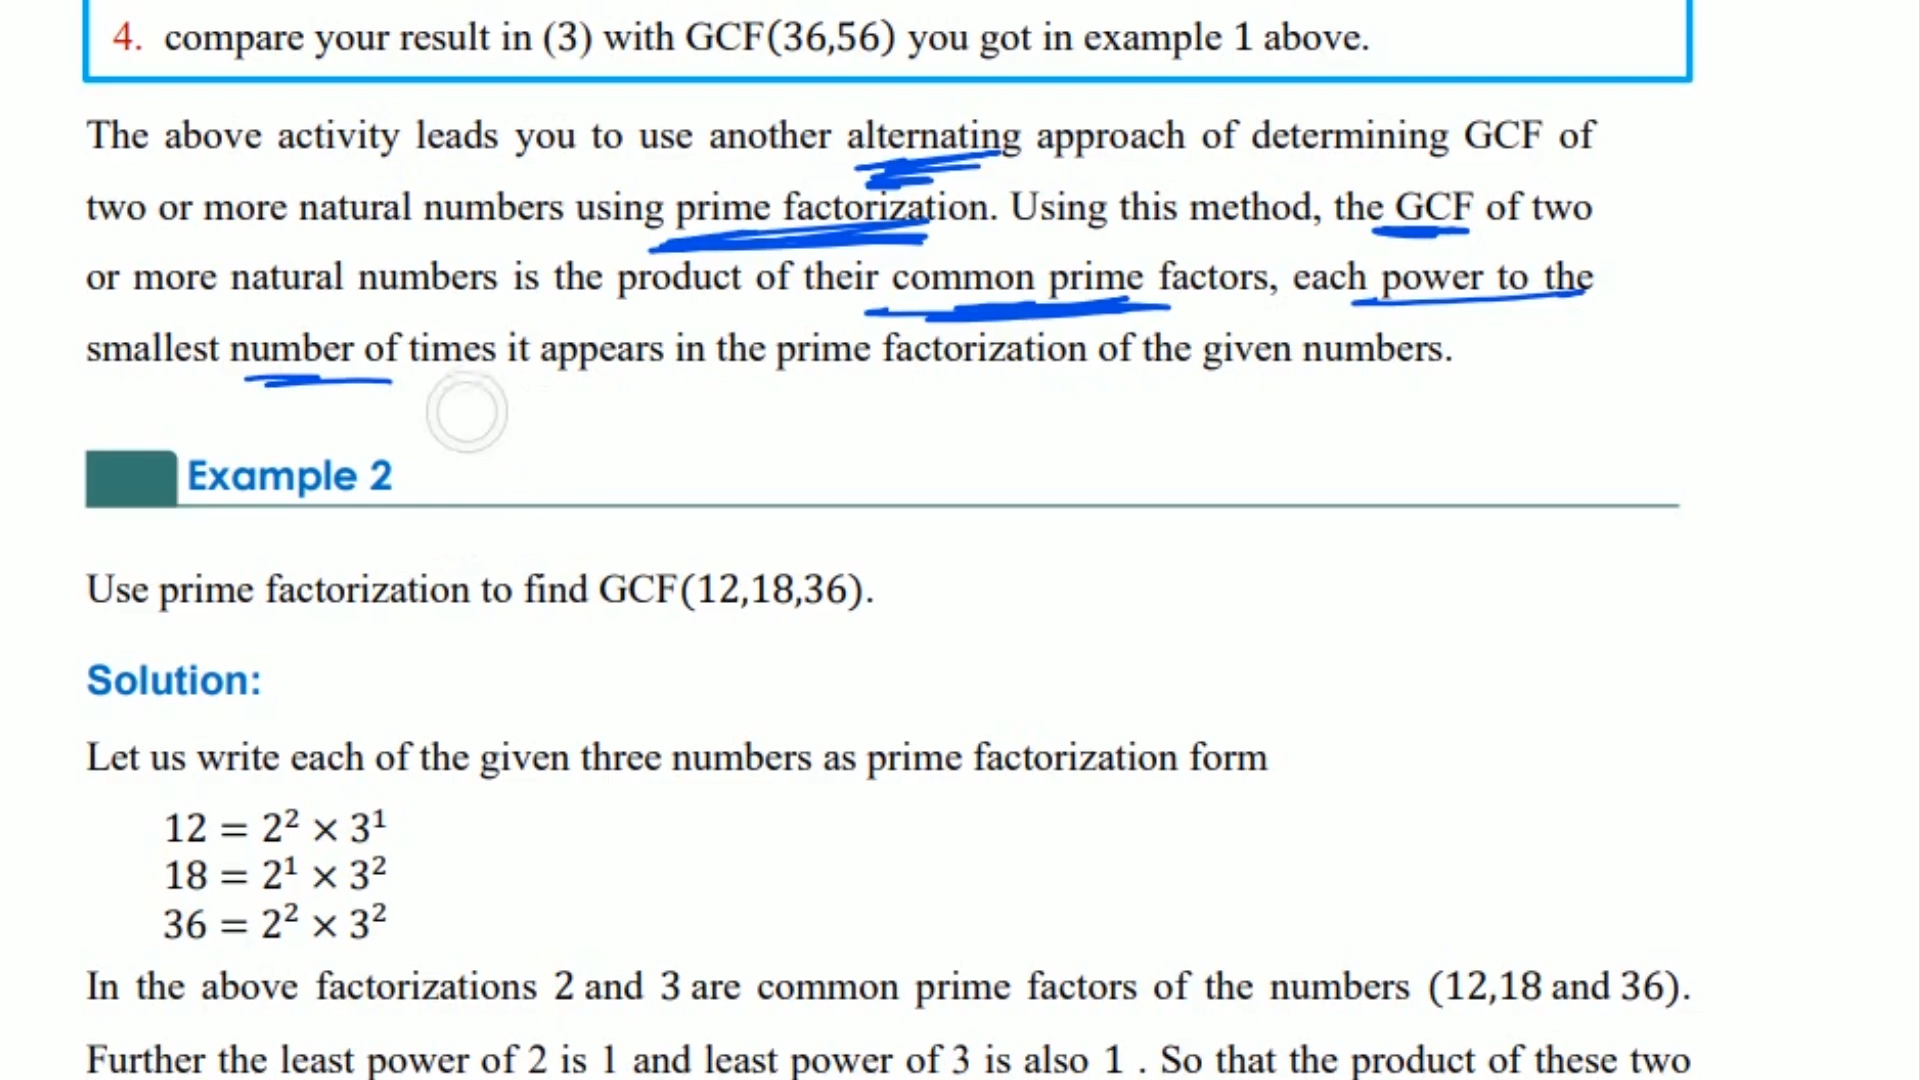 4. compare your result in (3) with GCF(36,56) you got in example 1 above.
The above activity leads you to use another alternating approach of determining GCF of
two or more natural numbers using prime factorization. Using this method, the GCF of two
or more natural numbers is the product of their common prime factors, each power to the
smallest number of times it appears in the prime factorization of the given numbers.
Example 2
Use prime factorization to find GCF(12,18,36).
Solution:
Let us write each of the given three numbers as prime factorization form
12 = 2² × 3¹
18 = 2¹ × 3²
36 = 2² × 3²
In the above factorizations 2 and 3 are common prime factors of the numbers (12,18 and 36).
Further the least power of 2 is 1 and least power of 3 is also 1 . So that the product of these two